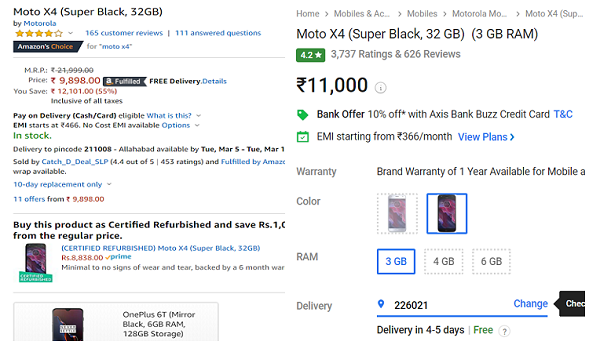 Moto X4 (Super Black, 32GB)
by Motorola
165 customer reviews | 111 answered questions
Amazon's Choice for "moto x4"
M.R.P.: ₹ 21,999.00
Price: ₹ 9,898.00 Fulfilled FREE Delivery.Details
You Save: ₹ 12,101.00 (55%)
Inclusive of all taxes
Pay on Delivery (Cash/Card) eligible What is this?
EMI starts at ₹466. No Cost EMI available Options
In stock.
Delivery to pincode 211008 - Allahabad available by Tue, Mar 5 - Tue, Mar 1
Sold by Catch_D_Deal_SLP (4.4 out of 5 | 453 ratings) and Fulfilled by Amazo
wrap available.
10-day replacement only
11 offers from ₹ 9,898.00
Buy this product as Certified Refurbished and save Rs.1,0
from the regular price.
(CERTIFIED REFURBISHED) Moto X4 (Super Black, 32GB)
Rs.8,838.00 prime
Minimal to no signs of wear and tear, backed by a 6 month war
CERTIFIED
REFURBISHED
OnePlus 6T (Mirror
Black, 6GB RAM,
128GB Storage)
Home > Mobiles & Ac... > Mobiles > Motorola Mo... > Moto X4 (Sup...
Moto X4 (Super Black, 32 GB) (3 GB RAM)
4.2 ★ 3,737 Ratings & 626 Reviews
₹11,000
Bank Offer 10% off* with Axis Bank Buzz Credit Card T&C
EMI starting from ₹366/month View Plans >
Warranty Brand Warranty of 1 Year Available for Mobile a
Color
RAM 3 GB 4 GB 6 GB
Delivery 226021 Change Chec
Delivery in 4-5 days | Free ?